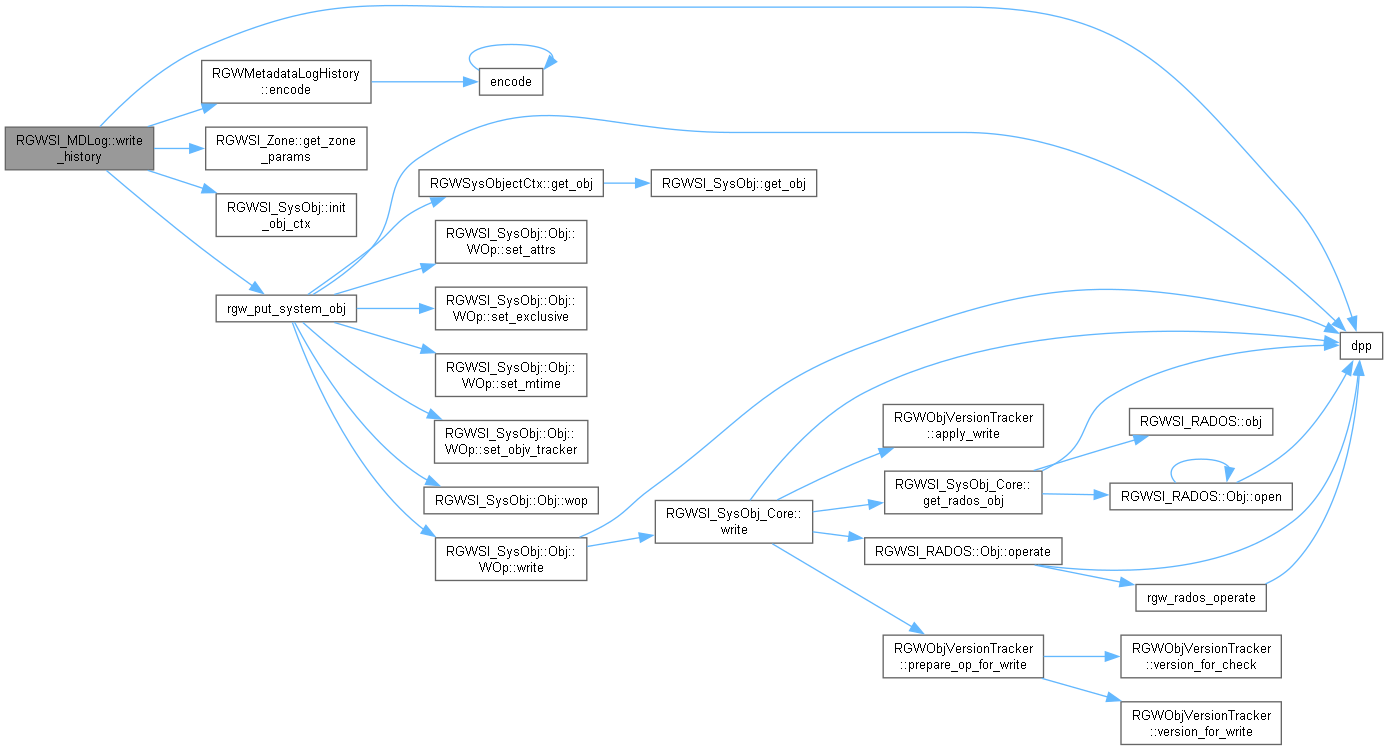 RGWSI_MDLog::write
_history
RGWMetadataLogHistory
::encode
encode
RGWSI_Zone::get_zone
_params
RGWSI_SysObj::init
_obj_ctx
rgw_put_system_obj
RGWSysObjectCtx::get_obj
RGWSI_SysObj::get_obj
RGWSI_SysObj::Obj::
WOp::set_attrs
RGWSI_SysObj::Obj::
WOp::set_exclusive
RGWSI_SysObj::Obj::
WOp::set_mtime
RGWSI_SysObj::Obj::
WOp::set_objv_tracker
RGWSI_SysObj::Obj::wop
RGWSI_SysObj::Obj::
WOp::write
RGWSI_SysObj_Core::
write
RGWObjVersionTracker
::apply_write
RGWSI_SysObj_Core::
get_rados_obj
RGWSI_RADOS::obj
RGWSI_RADOS::Obj::open
RGWSI_RADOS::Obj::operate
rgw_rados_operate
RGWObjVersionTracker
::prepare_op_for_write
RGWObjVersionTracker
::version_for_check
RGWObjVersionTracker
::version_for_write
dpp